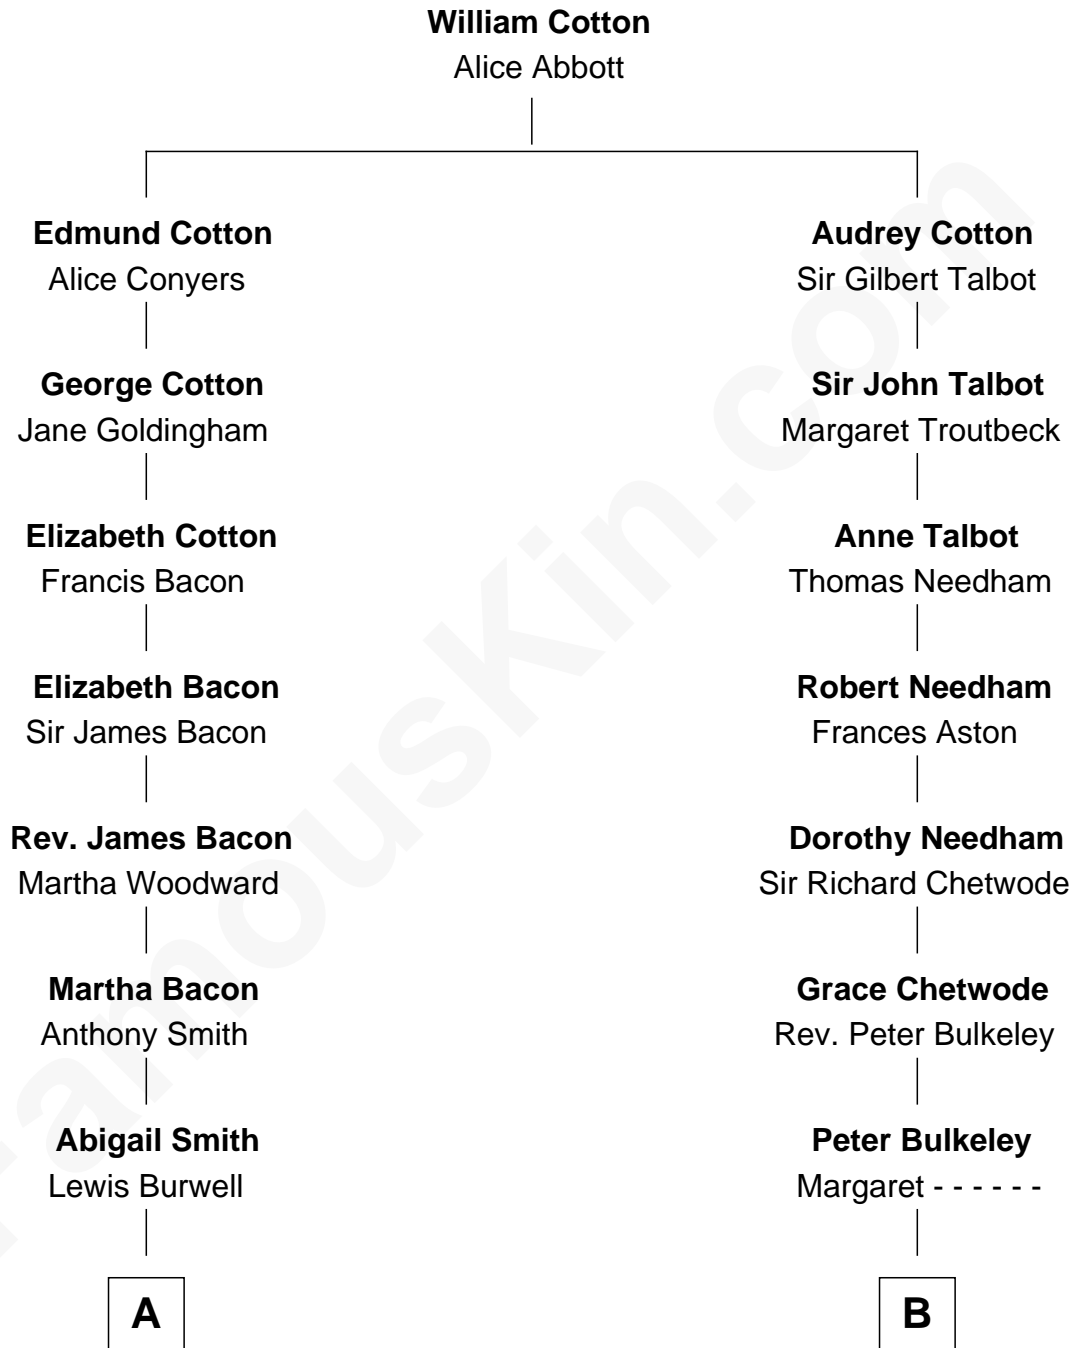 William Cotton
Alice Abbott
Edmund Cotton
Alice Conyers
Audrey Cotton
Sir Gilbert Talbot
George Cotton
Jane Goldingham
Sir John Talbot
Margaret Troutbeck
Elizabeth Cotton
Francis Bacon
Anne Talbot
Thomas Needham
Elizabeth Bacon
Sir James Bacon
Robert Needham
Frances Aston
Rev. James Bacon
Martha Woodward
Dorothy Needham
Sir Richard Chetwode
Martha Bacon
Anthony Smith
Grace Chetwode
Rev. Peter Bulkeley
Abigail Smith
Lewis Burwell
Peter Bulkeley
Margaret - - - - - -
A
B
FamousKin.com